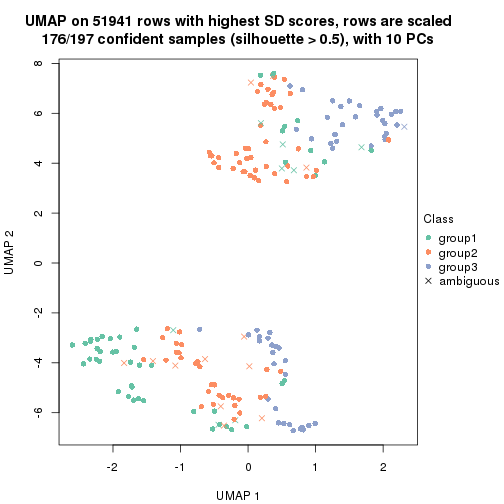 UMAP on 51941 rows with highest SD scores, rows are scaled
176/197 confident samples (silhouette > 0.5), with 10 PCs
8
6
4
2
0
-2
-4
-6
UMAP 2
-2
-1
0
1
2
UMAP 1
Class
group1
group2
group3
ambiguous